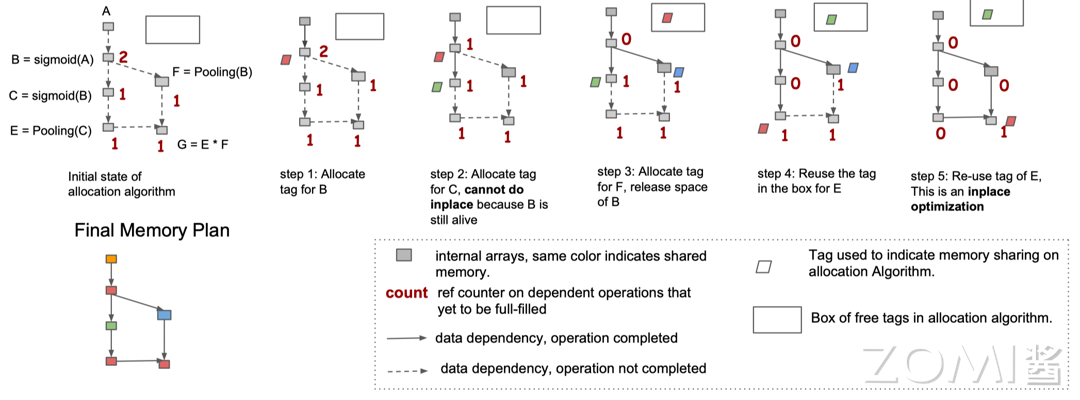 A
B = sigmoid(A)
2
F = Pooling(B)
C = sigmoid(B)
1
1
E = Pooling(C)
1
1
G = E * F
Initial state of
allocation algorithm
2
1
1
1
1
step 1: Allocate
tag for B
1
1
1
1
1
step 2: Allocate tag
for C, cannot do
inplace because B is
still alive
0
1
1
1
1
step 3: Allocate tag
for F, release space
of B
0
0
1
1
1
step 4: Reuse the tag
in the box for E
0
0
0
0
1
step 5: Re-use tag of E,
This is an inplace
optimization
Final Memory Plan
internal arrays, same color indicates shared
memory.
count ref counter on dependent operations that
yet to be full-filled
data dependency, operation completed
data dependency, operation not completed
Tag used to indicate memory sharing on
allocation Algorithm.
Box of free tags in allocation algorithm.
ZOMI酱